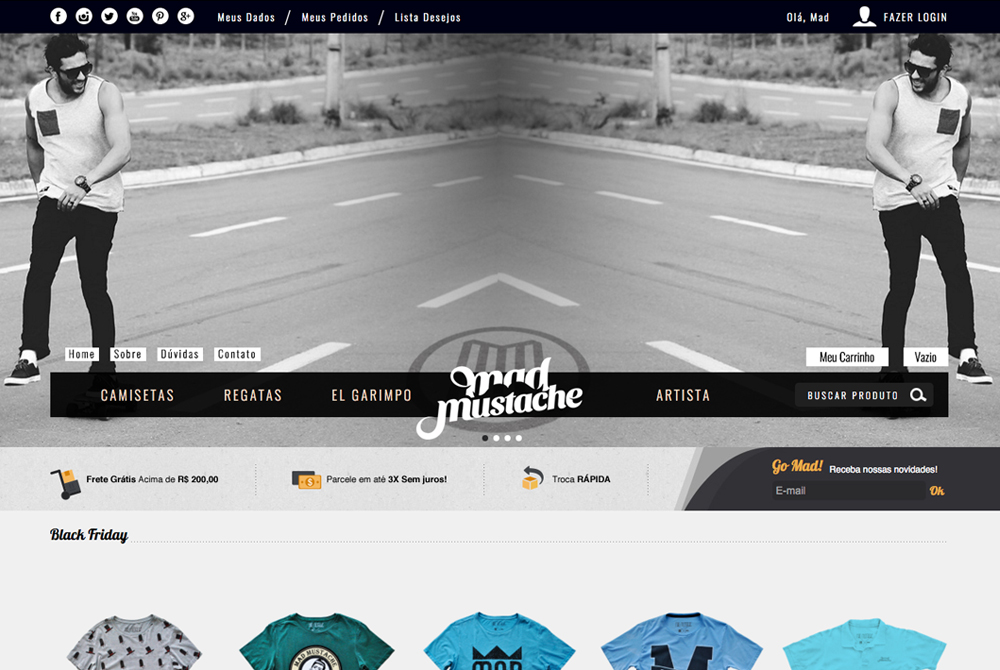 Meus Dados / Meus Pedidos / Lista Desejos
Olá, Mad
FAZER LOGIN
Home
Sobre
Dúvidas
Contato
Meu Carrinho
Vazio
CAMISETAS
REGATAS
EL GARIMPO
mad
mustache
ARTISTA
BUSCAR PRODUTO
Frete Grátis Acima de R$ 200,00
Parcele em até 3X Sem juros!
Troca RÁPIDA
Go Mad! Receba nossas novidades!
E-mail
Ok
Black Friday
MAD MUSTACHE
MAD